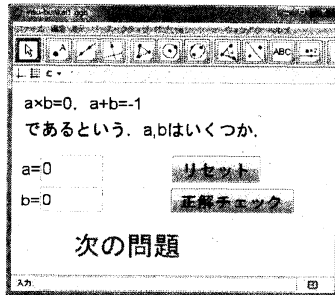 ABC
a×b=0. a+b=-1
であるという. a,bはいくつか.
a=0
リセット
b=0
正解チェック
次の問題
入力